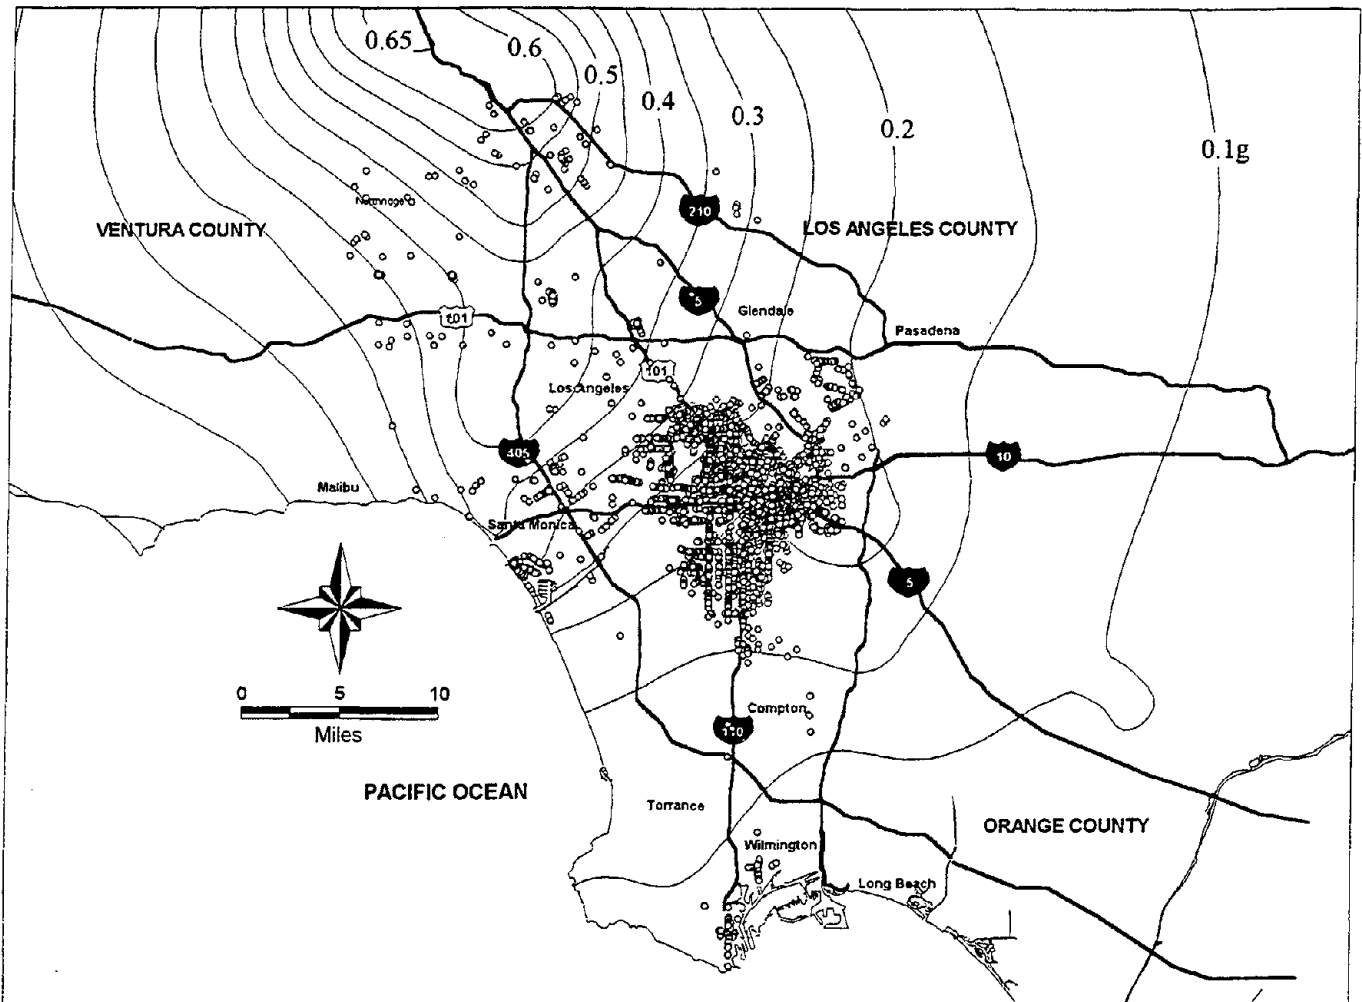 0.65
0.6
0.5
0.4
0.3
0.2
0.1g
210
VENTURA COUNTY
LOS ANGELES COUNTY
5
Glendale
101
Pasadena
101
Los Angeles
405
10
Malibu
Santa Monica
5
0 5 10
Miles
Compton
110
PACIFIC OCEAN
Torrance
ORANGE COUNTY
Wilmington
Long Beach